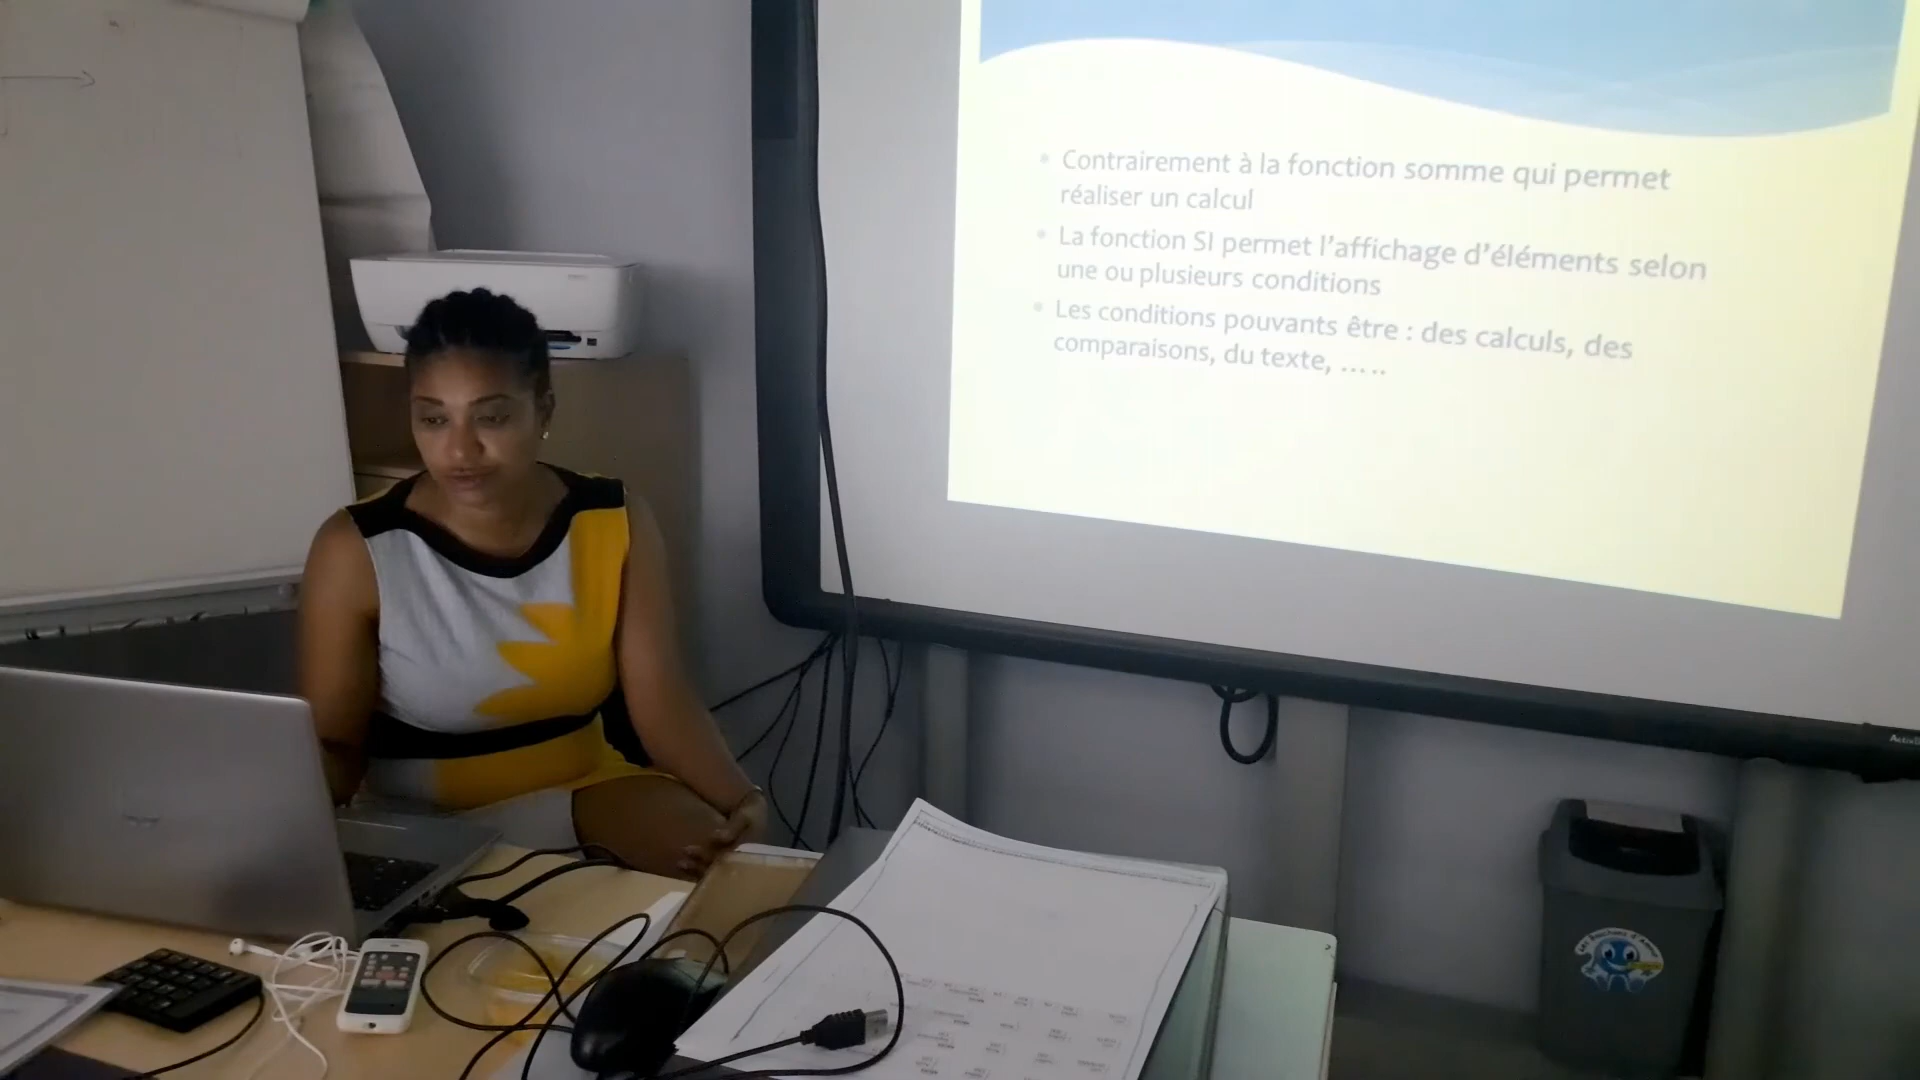 Contrairement à la fonction somme qui permet
réaliser un calcul
La fonction SI permet l'affichage d'éléments selon
une ou plusieurs conditions
Les conditions pouvants être : des calculs, des
comparaisons, du texte, .....